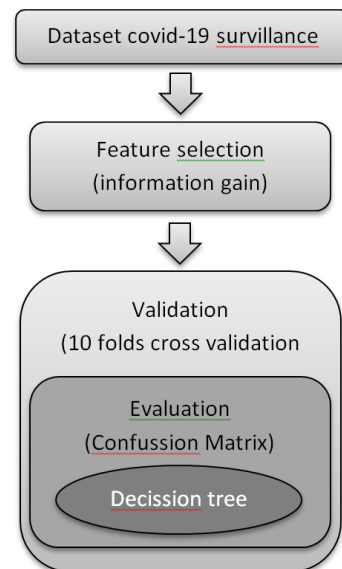 Dataset covid-19 survillance
Feature selection
(information gain)
Validation
(10 folds cross validation
Evaluation
(Confussion Matrix)
Decission tree